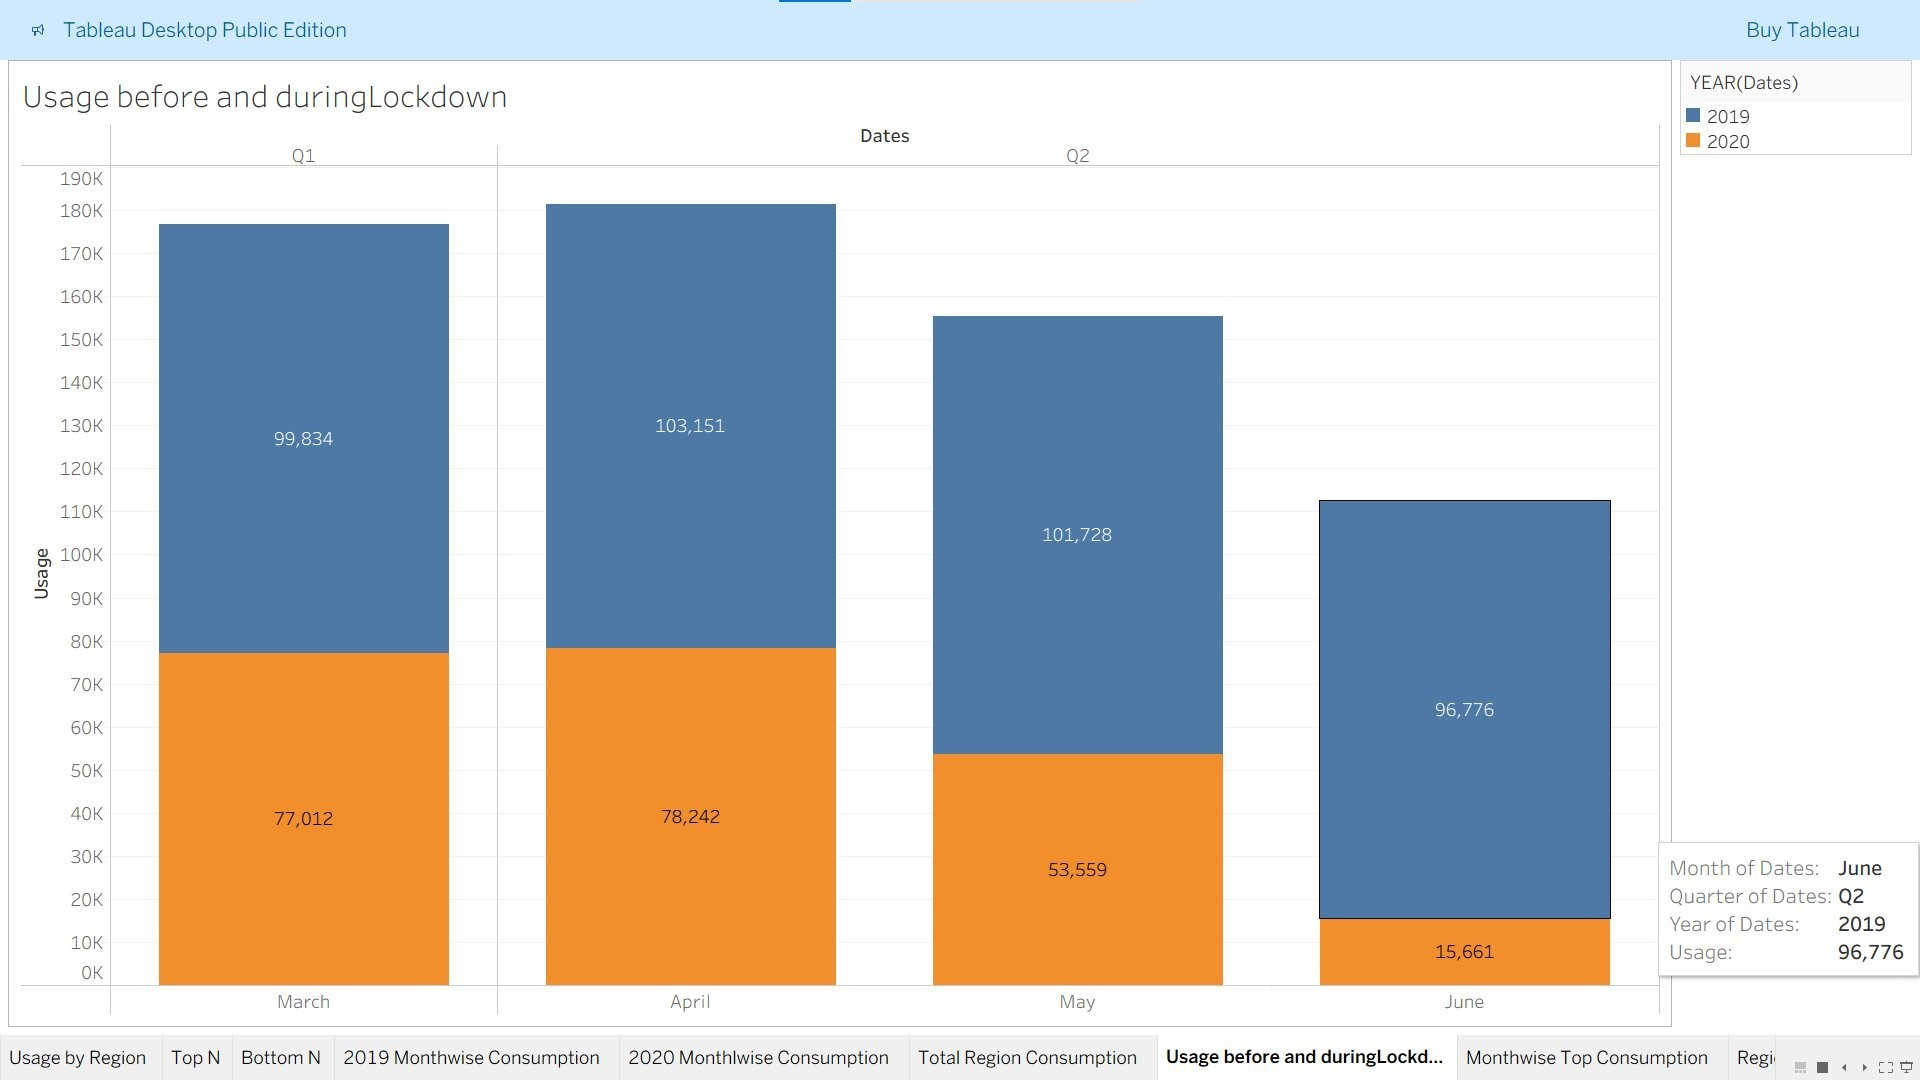 Tableau Desktop Public Edition
Buy Tableau
Usage before and duringLockdown
YEAR(Dates)
2019
2020
Dates
Q1
Q2
190K
180K
170K
160K
150K
140K
130K
120K
110K
100K
90K
80K
70K
60K
50K
40K
30K
20K
10K
0K
Usage
99,834
103,151
101,728
96,776
77,012
78,242
53,559
15,661
March
April
May
June
Month of Dates: June
Quarter of Dates: Q2
Year of Dates: 2019
Usage: 96,776
Usage by Region
Top N
Bottom N
2019 Monthwise Consumption
2020 Monthlwise Consumption
Total Region Consumption
Usage before and duringLockd...
Monthwise Top Consumption
Regi